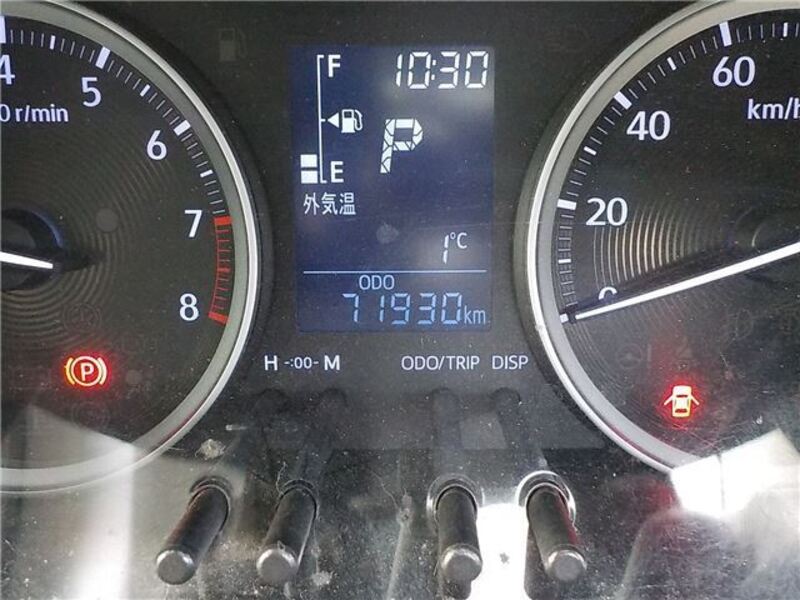 4
5
6
7
8
0 r/min
F
E
10:30
P
外気温
1°C
ODO
71930km
H -:00- M
ODO/TRIP DISP
60
40
20
km/h
P